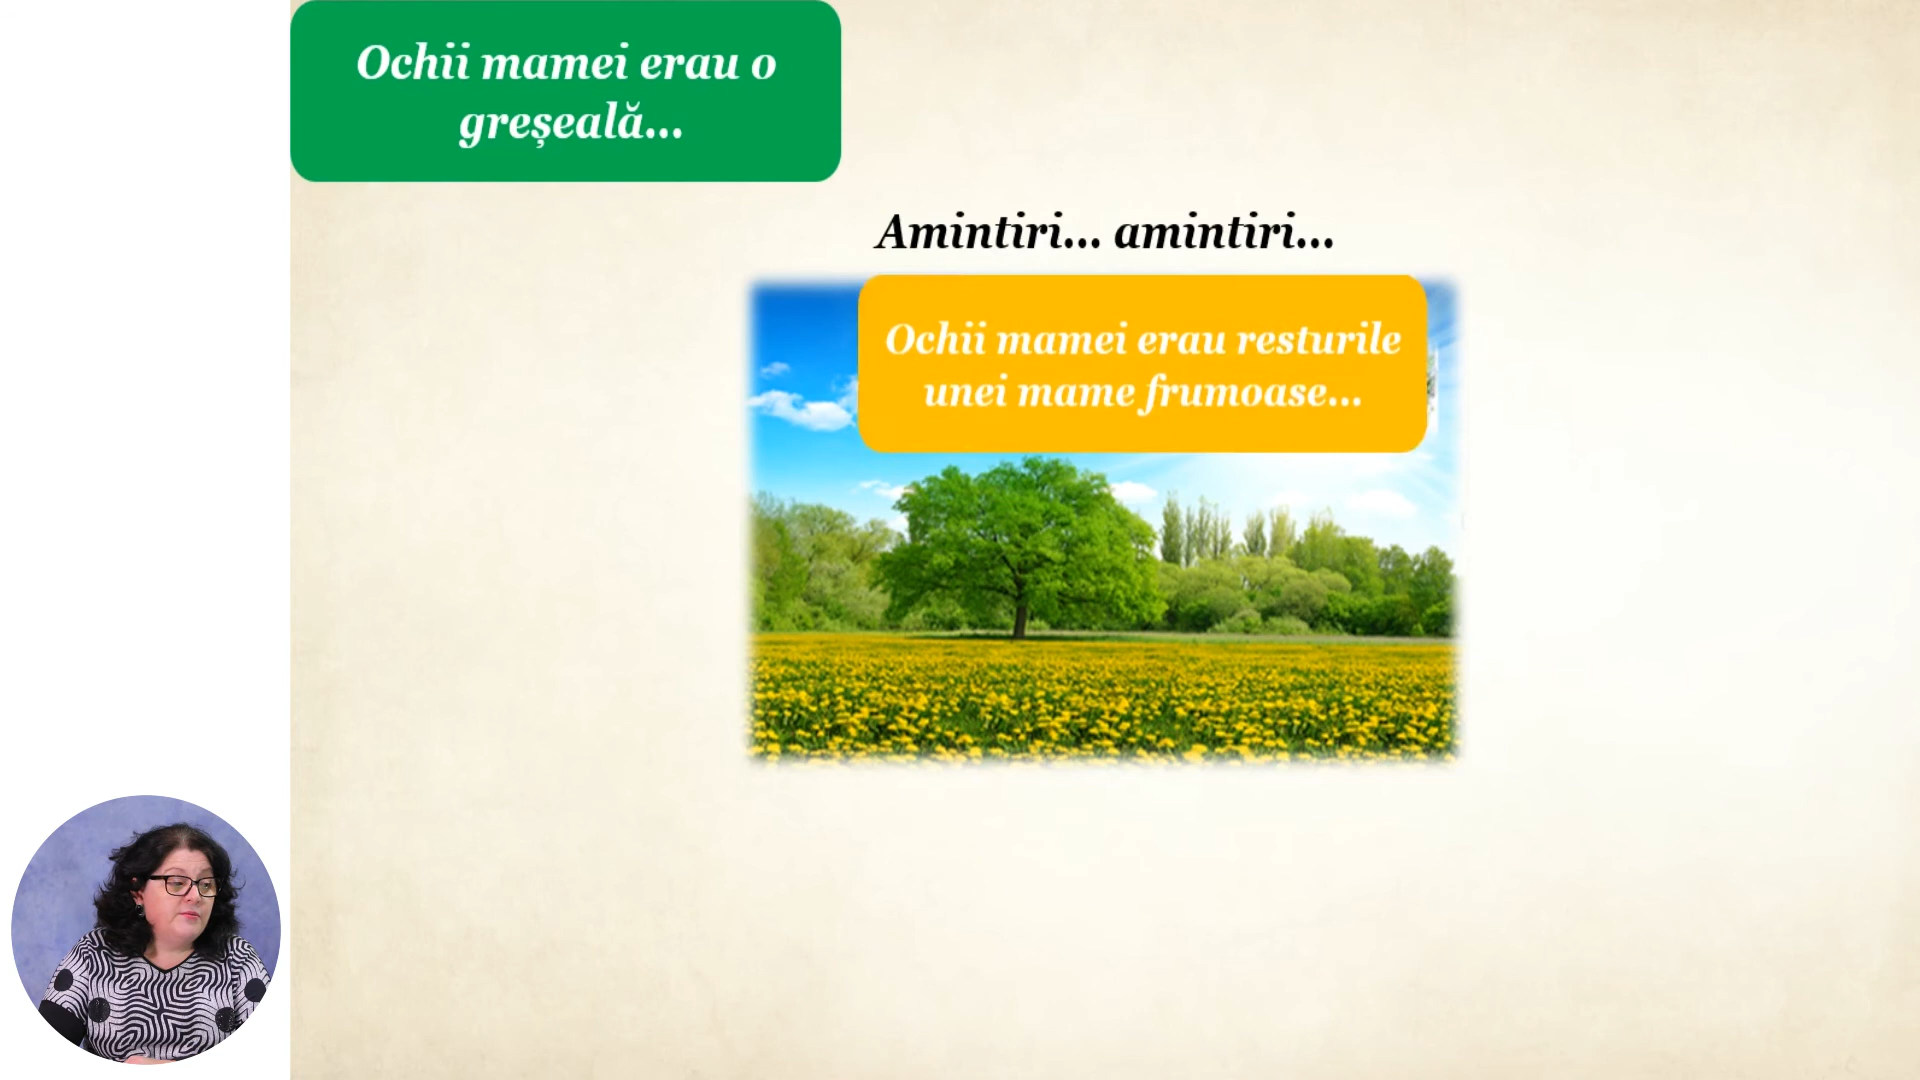 Ochii mamei erau o
greșeală...
Amintiri... amintiri...
Ochii mamei erau resturile
unei mame frumoase...